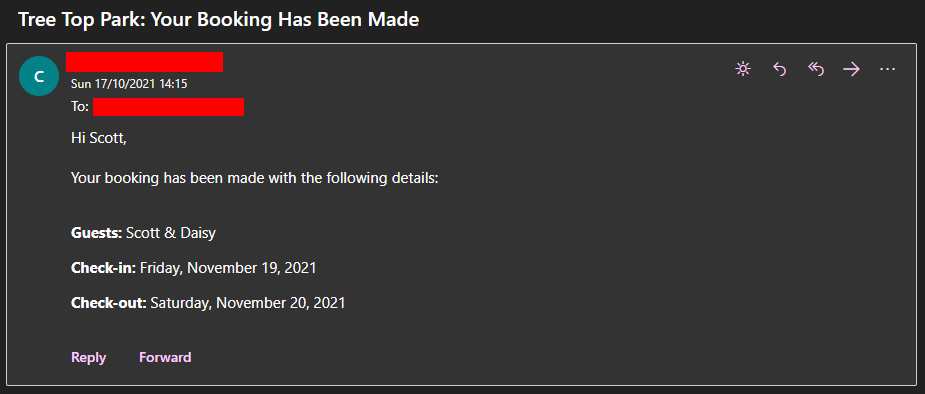 Tree Top Park: Your Booking Has Been Made
C
Sun 17/10/2021 14:15
To:
Hi Scott,
Your booking has been made with the following details:
Guests: Scott & Daisy
Check-in: Friday, November 19, 2021
Check-out: Saturday, November 20, 2021
Reply Forward